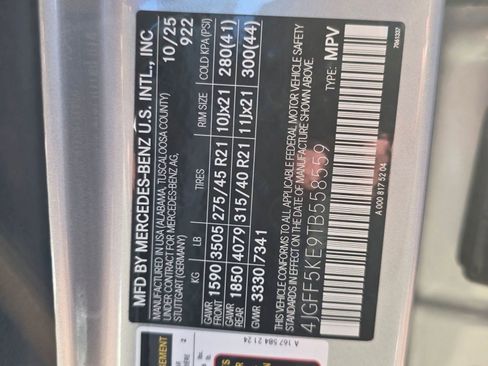 MFD BY MERCEDES-BENZ U.S. INTL., INC.
MANUFACTURED IN USA (ALABAMA, TUSCALOOSA COUNTY)
UNDER CONTRACT FOR MERCEDES-BENZ AG,
STUTTGART (GERMANY)
10/25
922
KG LB TIRES RIM SIZE COLD KPA (PSI)
GAWR FRONT 1590 3505 275/45 R21 10Jx21 280(41)
GAWR REAR 1850 4079 315/40 R21 11Jx21 300(44)
GVWR 3330 7341
THIS VEHICLE CONFORMS TO ALL APPLICABLE FEDERAL MOTOR VEHICLE SAFETY
STANDARDS IN EFFECT ON THE DATE OF MANUFACTURE SHOWN ABOVE.
4JGFF5KE9TB558559 TYPE: MPV
A 000 817 52 04
A 167 584 21 24